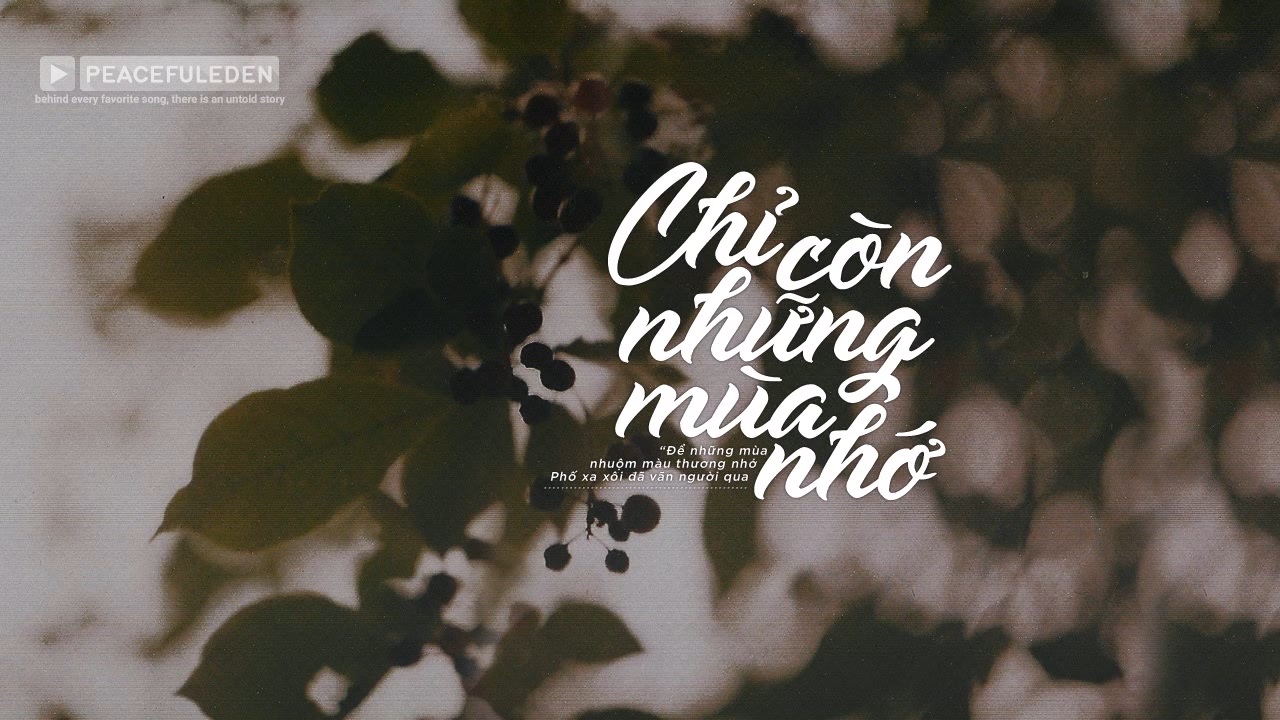 PEACEFULEDEN
behind every favorite song, there is an untold story
Chỉ còn
những
mùa
nhớ
“Để những mùa
nhuộm màu thương nhớ
Phố xa xôi đã vãn người qua